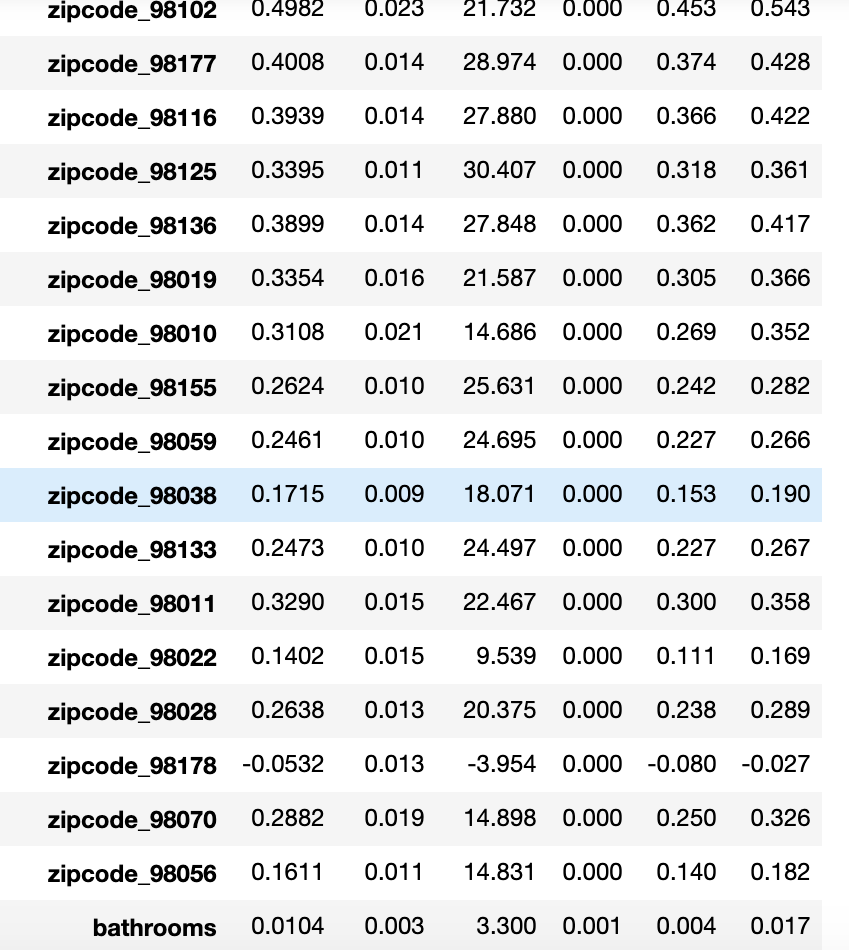 zipcode_98102 0.4982 0.023 21.732 0.000 0.453 0.543
zipcode_98177 0.4008 0.014 28.974 0.000 0.374 0.428
zipcode_98116 0.3939 0.014 27.880 0.000 0.366 0.422
zipcode_98125 0.3395 0.011 30.407 0.000 0.318 0.361
zipcode_98136 0.3899 0.014 27.848 0.000 0.362 0.417
zipcode_98019 0.3354 0.016 21.587 0.000 0.305 0.366
zipcode_98010 0.3108 0.021 14.686 0.000 0.269 0.352
zipcode_98155 0.2624 0.010 25.631 0.000 0.242 0.282
zipcode_98059 0.2461 0.010 24.695 0.000 0.227 0.266
zipcode_98038 0.1715 0.009 18.071 0.000 0.153 0.190
zipcode_98133 0.2473 0.010 24.497 0.000 0.227 0.267
zipcode_98011 0.3290 0.015 22.467 0.000 0.300 0.358
zipcode_98022 0.1402 0.015 9.539 0.000 0.111 0.169
zipcode_98028 0.2638 0.013 20.375 0.000 0.238 0.289
zipcode_98178 -0.0532 0.013 -3.954 0.000 -0.080 -0.027
zipcode_98070 0.2882 0.019 14.898 0.000 0.250 0.326
zipcode_98056 0.1611 0.011 14.831 0.000 0.140 0.182
bathrooms 0.0104 0.003 3.300 0.001 0.004 0.017